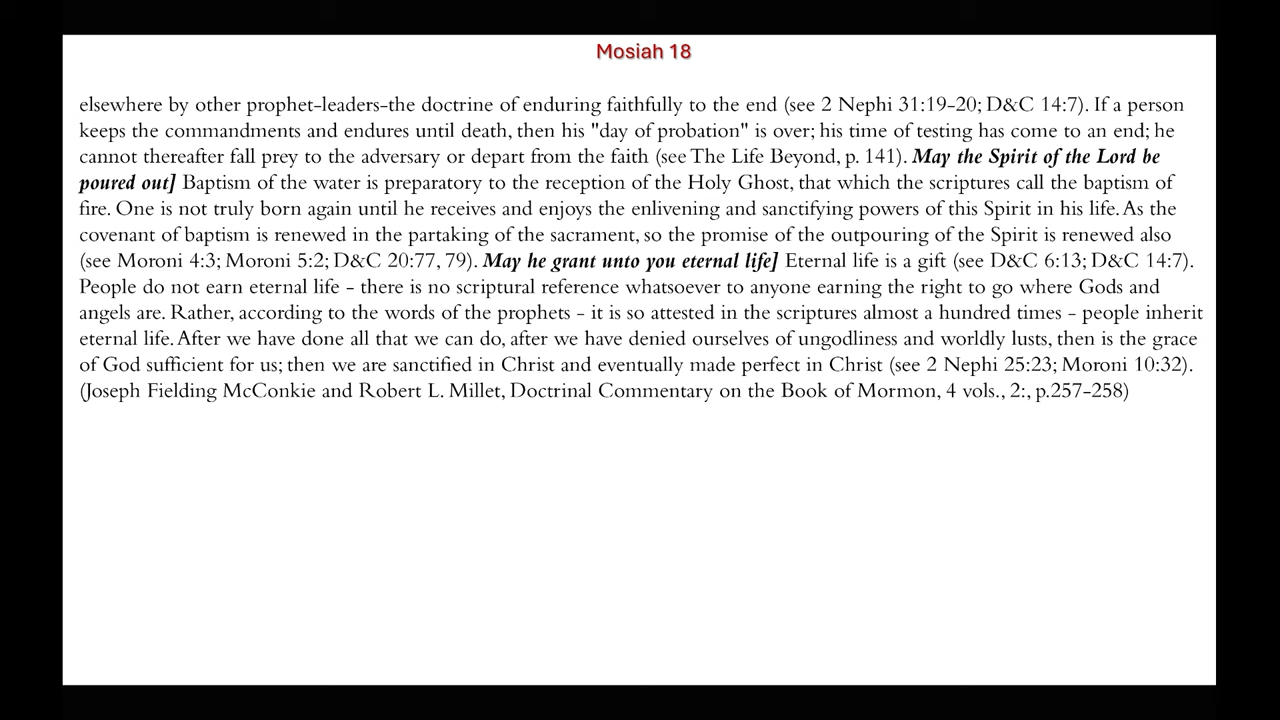 Mosiah 18
elsewhere by other prophet-leaders-the doctrine of enduring faithfully to the end (see 2 Nephi 31:19-20; D&C 14:7). If a person
keeps the commandments and endures until death, then his "day of probation" is over; his time of testing has come to an end; he
cannot thereafter fall prey to the adversary or depart from the faith (see The Life Beyond, p. 141). May the Spirit of the Lord be
poured out] Baptism of the water is preparatory to the reception of the Holy Ghost, that which the scriptures call the baptism of
fire. One is not truly born again until he receives and enjoys the enlivening and sanctifying powers of this Spirit in his life. As the
covenant of baptism is renewed in the partaking of the sacrament, so the promise of the outpouring of the Spirit is renewed also
(see Moroni 4:3; Moroni 5:2; D&C 20:77, 79). May he grant unto you eternal life] Eternal life is a gift (see D&C 6:13; D&C 14:7).
People do not earn eternal life - there is no scriptural reference whatsoever to anyone earning the right to go where Gods and
angels are. Rather, according to the words of the prophets - it is so attested in the scriptures almost a hundred times - people inherit
eternal life. After we have done all that we can do, after we have denied ourselves of ungodliness and worldly lusts, then is the grace
of God sufficient for us; then we are sanctified in Christ and eventually made perfect in Christ (see 2 Nephi 25:23; Moroni 10:32).
(Joseph Fielding McConkie and Robert L. Millet, Doctrinal Commentary on the Book of Mormon, 4 vols., 2:, p.257-258)